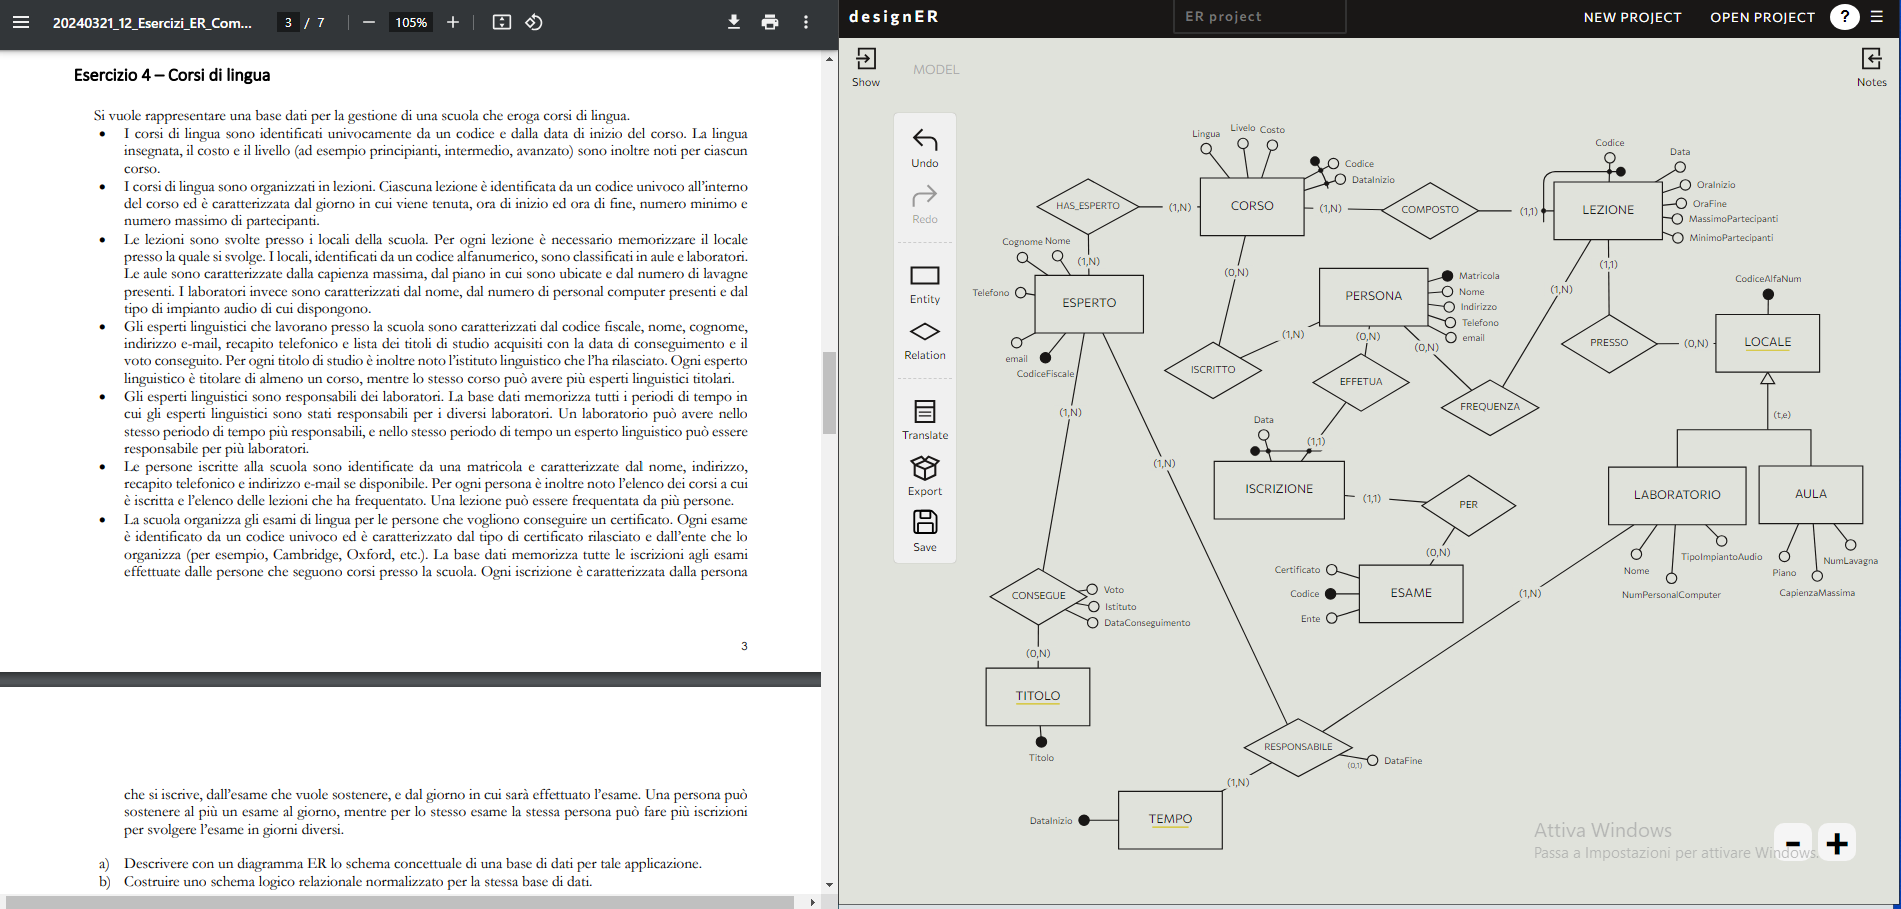 20240321_12_Esercizi_ER_Com...
3 / 7
105%
Esercizio 4 – Corsi di lingua
Si vuole rappresentare una base dati per la gestione di una scuola che eroga corsi di lingua.
• I corsi di lingua sono identificati univocamente da un codice e dalla data di inizio del corso. La lingua
insegnata, il costo e il livello (ad esempio principianti, intermedio, avanzato) sono inoltre noti per ciascun
corso.
• I corsi di lingua sono organizzati in lezioni. Ciascuna lezione è identificata da un codice univoco all'interno
del corso ed è caratterizzata dal giorno in cui viene tenuta, ora di inizio ed ora di fine, numero minimo e
numero massimo di partecipanti.
• Le lezioni sono svolte presso i locali della scuola. Per ogni lezione è necessario memorizzare il locale
presso la quale si svolge. I locali, identificati da un codice alfanumerico, sono classificati in aule e laboratori.
Le aule sono caratterizzate dalla capienza massima, dal piano in cui sono ubicate e dal numero di lavagne
presenti. I laboratori invece sono caratterizzati dal nome, dal numero di personal computer presenti e dal
tipo di impianto audio di cui dispongono.
• Gli esperti linguistici che lavorano presso la scuola sono caratterizzati dal codice fiscale, nome, cognome,
indirizzo e-mail, recapito telefonico e lista dei titoli di studio acquisiti con la data di conseguimento e il
voto conseguito. Per ogni titolo di studio è inoltre noto l'istituto linguistico che l'ha rilasciato. Ogni esperto
linguistico è titolare di almeno un corso, mentre lo stesso corso può avere più esperti linguistici titolari.
• Gli esperti linguistici sono responsabili dei laboratori. La base dati memorizza tutti i periodi di tempo in
cui gli esperti linguistici sono stati responsabili per i diversi laboratori. Un laboratorio può avere nello
stesso periodo di tempo più responsabili, e nello stesso periodo di tempo un esperto linguistico può essere
responsabile per più laboratori.
• Le persone iscritte alla scuola sono identificate da una matricola e caratterizzate dal nome, indirizzo,
recapito telefonico e indirizzo e-mail se disponibile. Per ogni persona è inoltre noto l'elenco dei corsi a cui
è iscritta e l'elenco delle lezioni che ha frequentato. Una lezione può essere frequentata da più persone.
• La scuola organizza gli esami di lingua per le persone che vogliono conseguire un certificato. Ogni esame
è identificato da un codice univoco ed è caratterizzato dal tipo di certificato rilasciato e dall'ente che lo
organizza (per esempio, Cambridge, Oxford, etc.). La base dati memorizza tutte le iscrizioni agli esami
effettuate dalle persone che seguono corsi presso la scuola. Ogni iscrizione è caratterizzata dalla persona
3
che si iscrive, dall'esame che vuole sostenere, e dal giorno in cui sarà effettuato l'esame. Una persona può
sostenere al più un esame al giorno, mentre per lo stesso esame la stessa persona può fare più iscrizioni
per svolgere l'esame in giorni diversi.
a) Descrivere con un diagramma ER lo schema concettuale di una base di dati per tale applicazione.
b) Costruire uno schema logico relazionale normalizzato per la stessa base di dati.
designER
ER project
NEW PROJECT
OPEN PROJECT
?
Show
MODEL
Notes
Undo
Redo
Entity
Relation
Translate
Export
Save
Lingua
Livelo
Costo
Codice
DataInizio
HAS_ESPERTO
(1,N)
CORSO
(1,N)
COMPOSTO
(1,1)
LEZIONE
Codice
Data
OraInizio
OraFine
MassimoPartecipanti
MinimoPartecipanti
Cognome
Nome
(1,N)
Telefono
ESPERTO
email
CodiceFiscale
(0,N)
PERSONA
Matricola
Nome
Indirizzo
Telefono
email
(1,N)
(1,1)
CodiceAlfaNum
(1,N)
(0,N)
(0,N)
PRESSO
(0,N)
LOCALE
ISCRITTO
EFFETUA
FREQUENZA
(t,e)
(1,N)
Data
(1,1)
(1,N)
ISCRIZIONE
(1,1)
PER
LABORATORIO
AULA
(0,N)
Nome
TipoImpiantoAudio
NumPersonalComputer
Piano
NumLavagna
CapienzaMassima
Certificato
Codice
Ente
ESAME
(1,N)
CONSEGUE
Voto
Istituto
DataConseguimento
(0,N)
TITOLO
Titolo
RESPONSABILE
(0,1)
DataFine
(1,N)
DataInizio
TEMPO
Attiva Windows
Passa a Impostazioni per attivare Windows.
- +